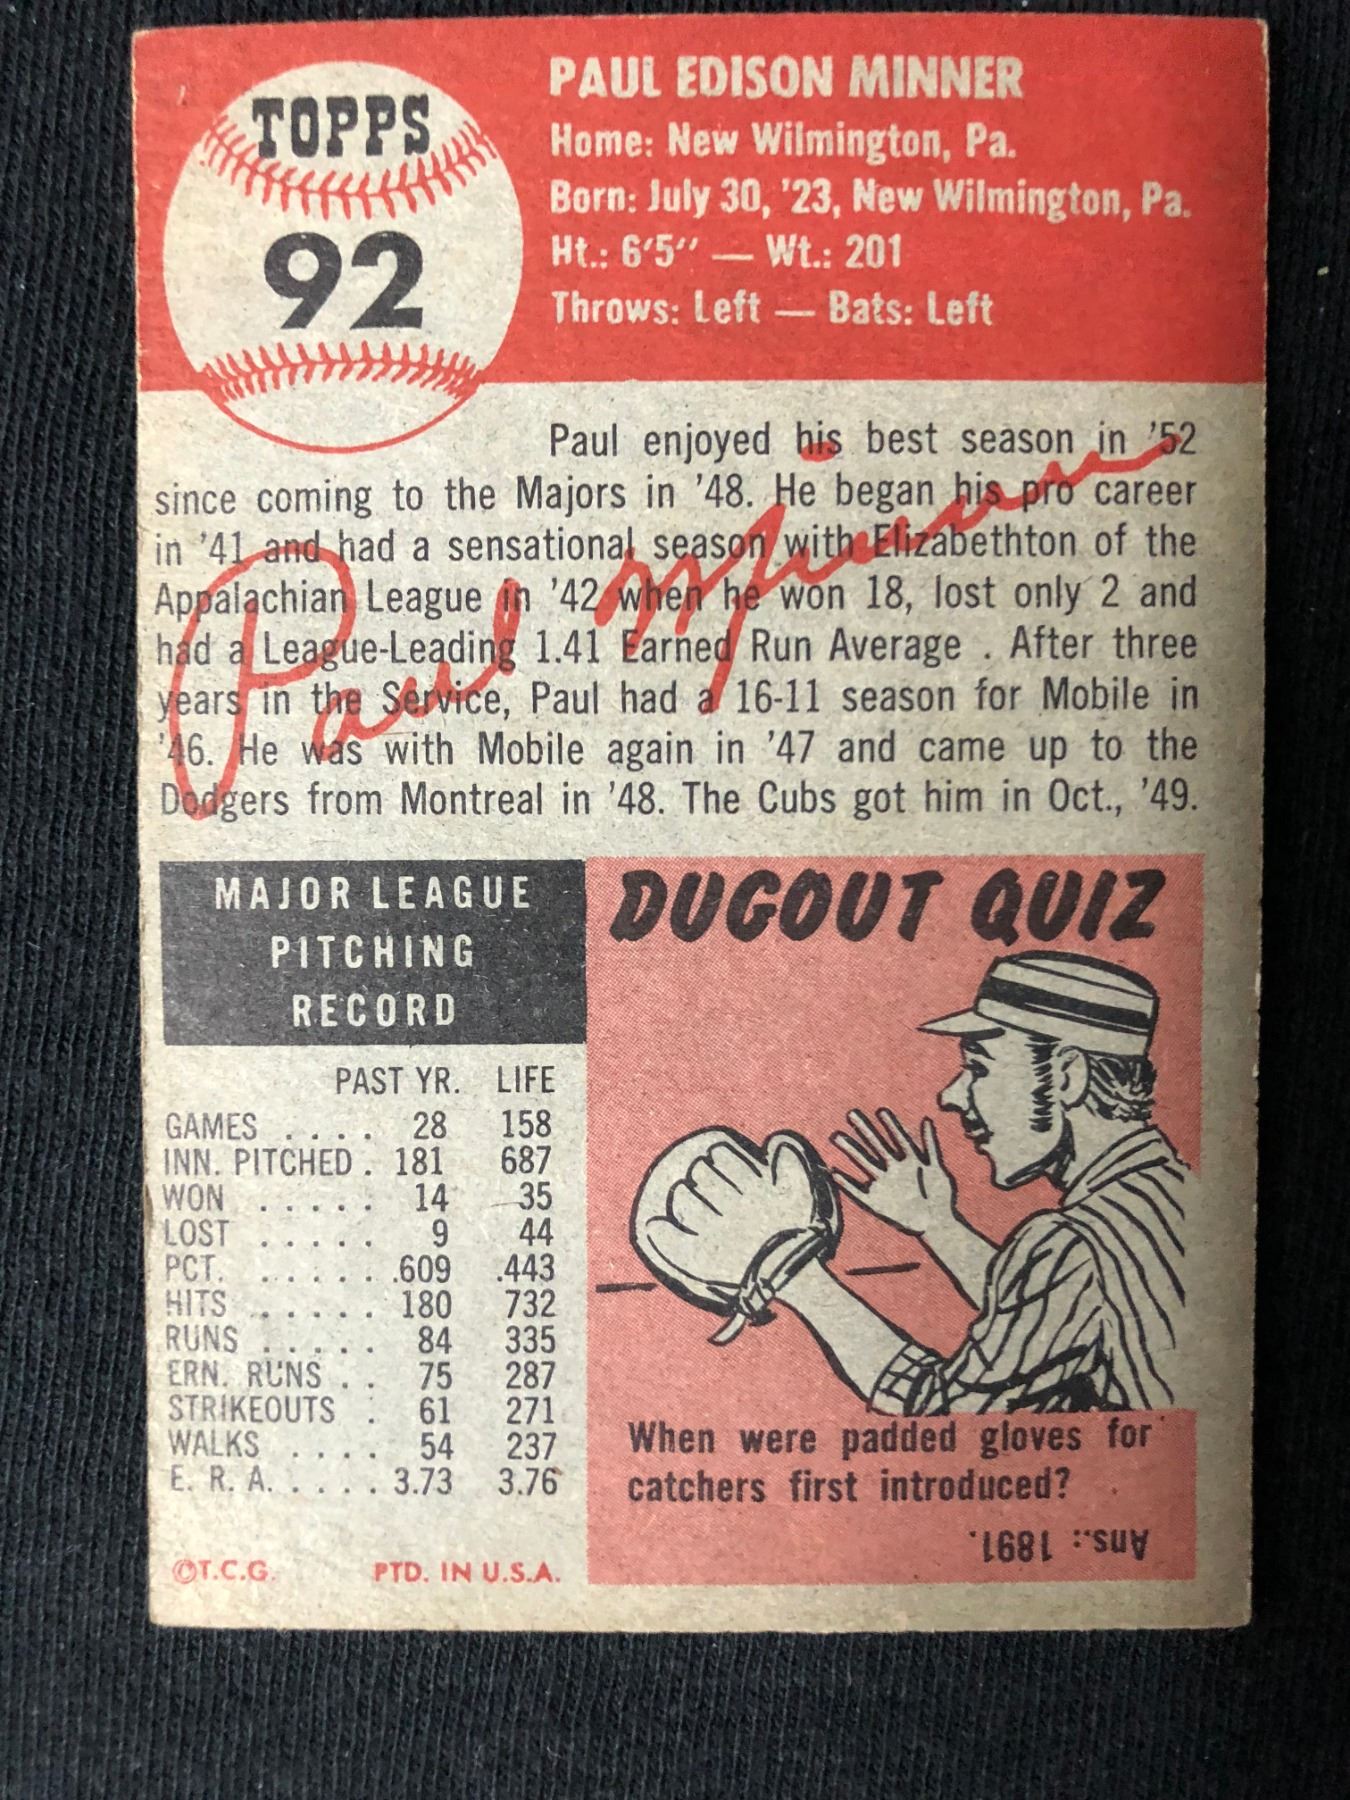 TOPPS
92
PAUL EDISON MINNER
Home: New Wilmington, Pa.
Born: July 30, '23, New Wilmington, Pa.
Ht.: 6'5" — Wt.: 201
Throws: Left — Bats: Left
Paul enjoyed his best season in '52
since coming to the Majors in '48. He began his pro career
in '41 and had a sensational season with Elizabethton of the
Appalachian League in '42 when he won 18, lost only 2 and
had a League-Leading 1.41 Earned Run Average . After three
years in the Service, Paul had a 16-11 season for Mobile in
'46. He was with Mobile again in '47 and came up to the
Dodgers from Montreal in '48. The Cubs got him in Oct., '49.
Paul Minner
MAJOR LEAGUE
PITCHING
RECORD
PAST YR. LIFE
GAMES . . . . 28 158
INN. PITCHED . 181 687
WON . . . . . 14 35
LOST . . . . . 9 44
PCT. . . . . . .609 .443
HITS . . . . . 180 732
RUNS . . . . . 84 335
ERN. RUNS . . 75 287
STRIKEOUTS . 61 271
WALKS . . . . 54 237
E. R. A. . . . . 3.73 3.76
©T.C.G. PTD. IN U.S.A.
DUGOUT QUIZ
When were padded gloves for
catchers first introduced?
Ans.: 1891.